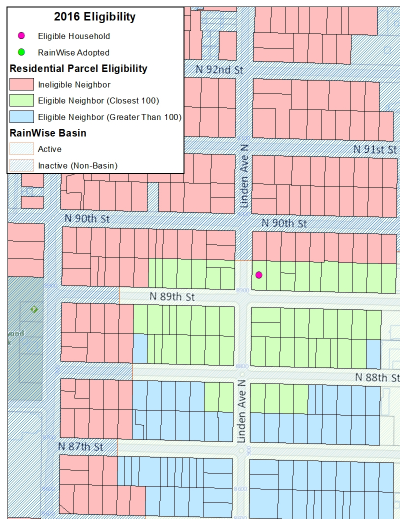 2016 Eligibility
Eligible Household
RainWise Adopted
Residential Parcel Eligibility
Ineligible Neighbor
Eligible Neighbor (Closest 100)
Eligible Neighbor (Greater Than 100)
RainWise Basin
Active
Inactive (Non-Basin)
N 92nd St
N 91st St
Linden Ave N
N 90th St
N 90th St
N 89th St
N 88th St
Linden Ave N
N 87th St